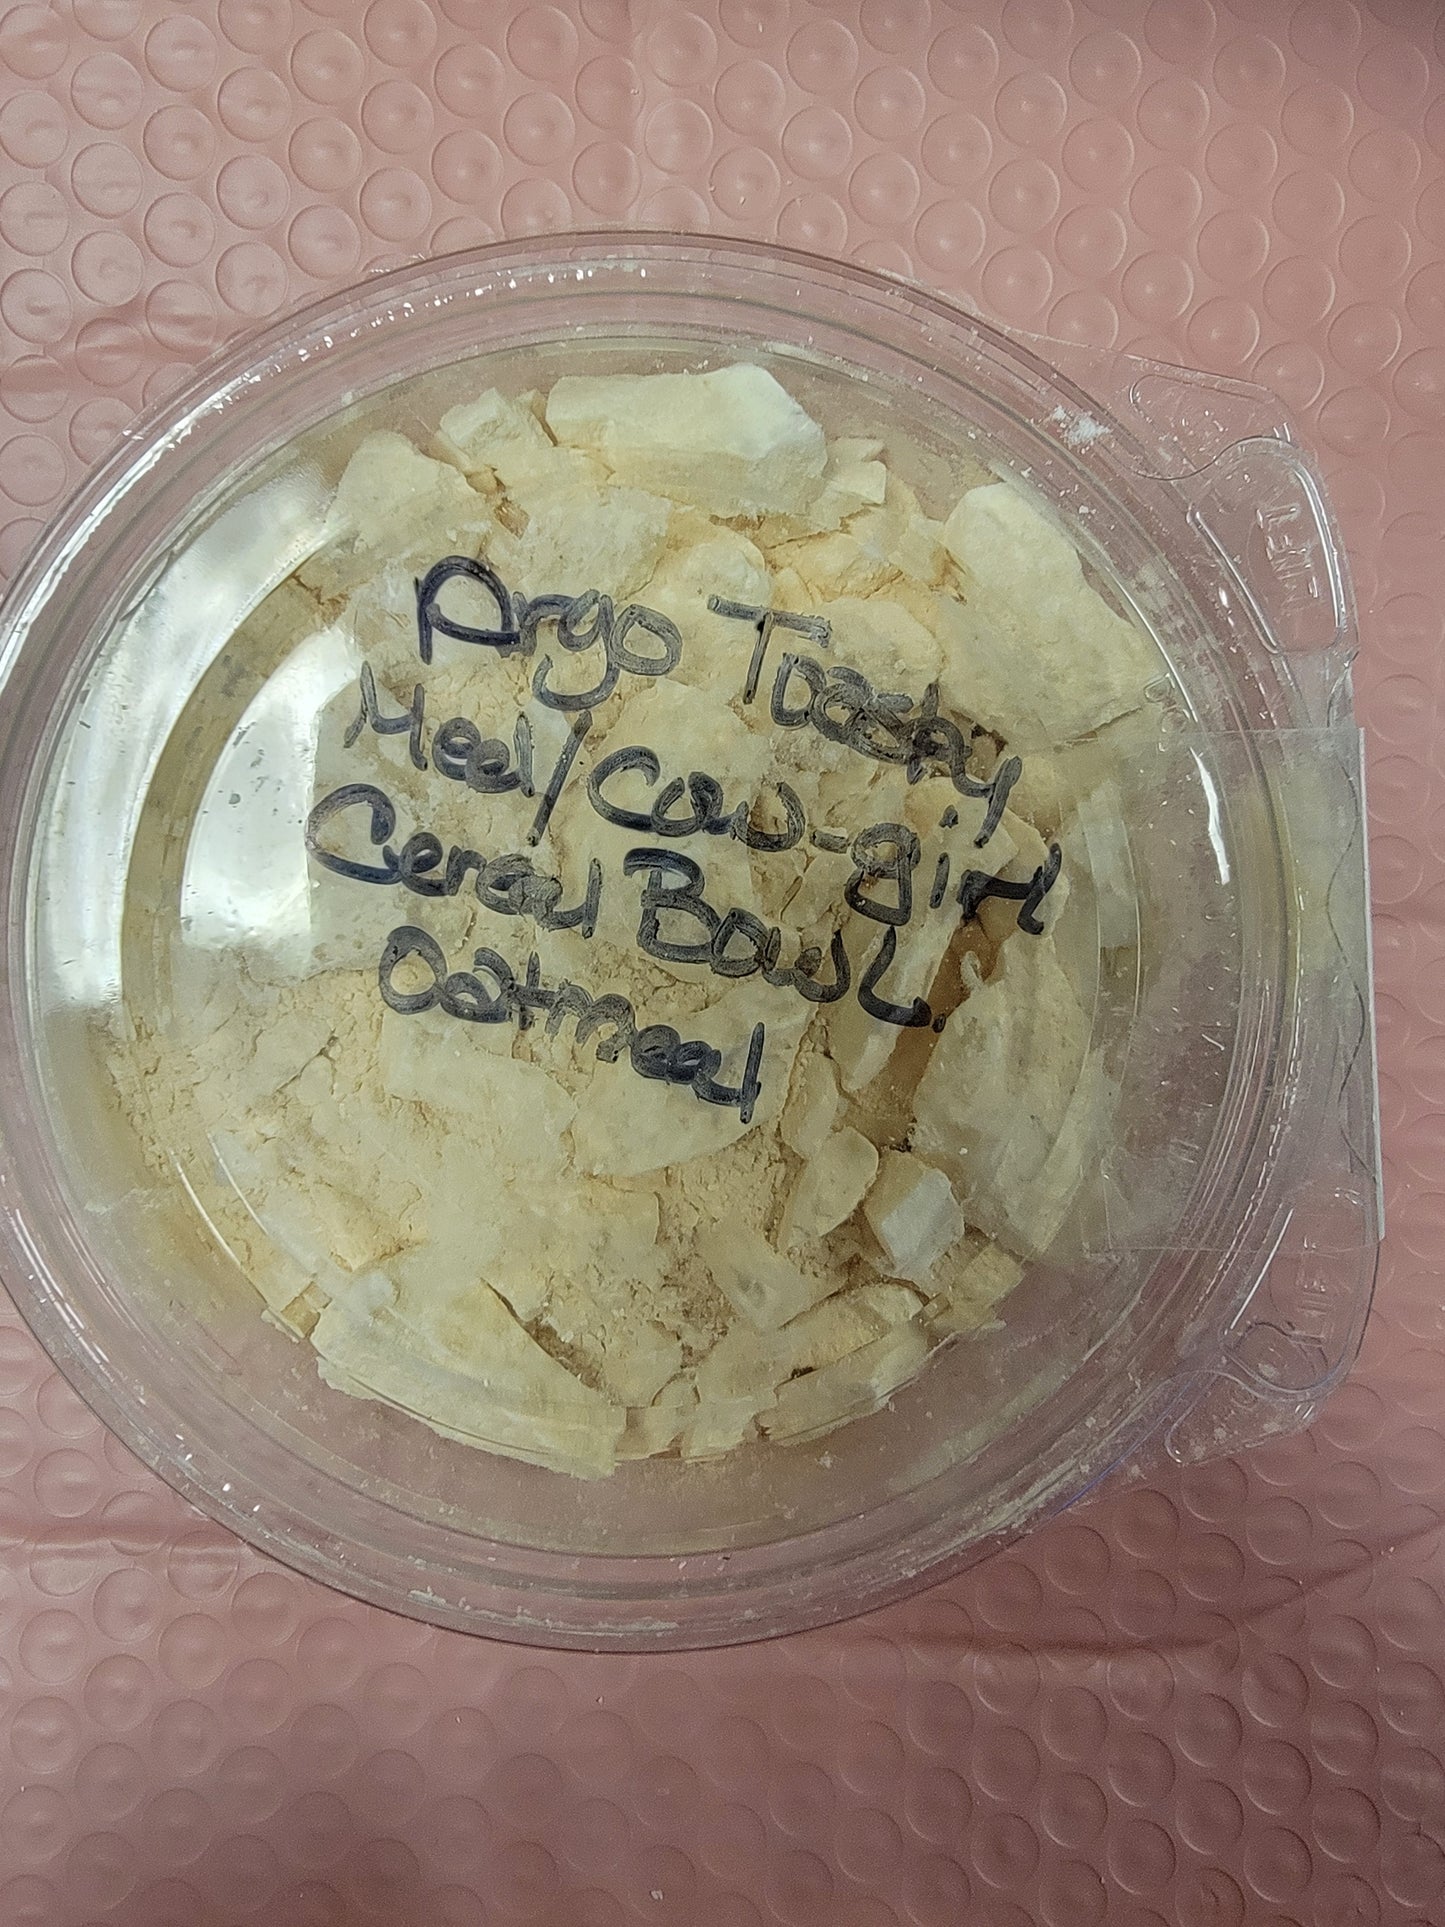 Argo Toasty
Meal/Cow-girl
Cereal Bowl
Oatmeal